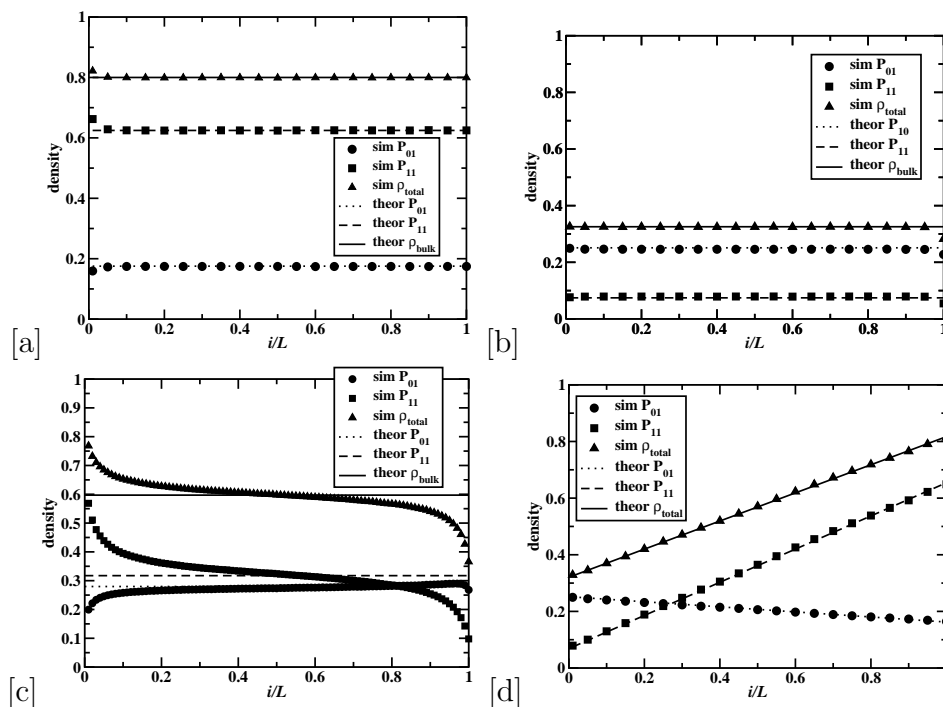 1
0.8
0.6
0.4
0.2
0
density
0 0.2 0.4 0.6 0.8 1
i/L
sim P01
sim P11
sim ρtotal
theor P01
theor P11
theor ρbulk
[a]
1
0.8
0.6
0.4
0.2
0
density
0 0.2 0.4 0.6 0.8 1
i/L
sim P01
sim P11
sim ρtotal
theor P10
theor P11
theor ρbulk
[b]
1
0.9
0.8
0.7
0.6
0.5
0.4
0.3
0.2
0.1
0
density
0 0.2 0.4 0.6 0.8 1
i/L
sim P01
sim P11
sim ρtotal
theor P01
theor P11
theor ρbulk
[c]
1
0.8
0.6
0.4
0.2
0
density
0 0.2 0.4 0.6 0.8
i/L
sim P01
sim P11
sim ρtotal
theor P01
theor P11
theor ρtotal
[d]